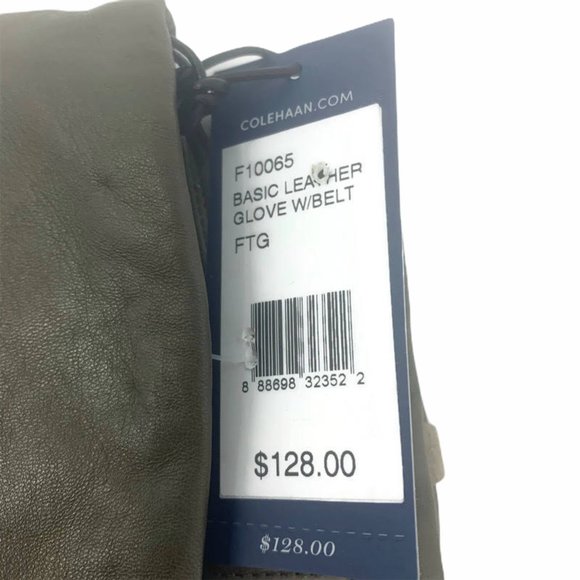 COLEHAAN.COM
F10065
BASIC LEATHER
GLOVE W/BELT
FTG
8 88698 32352 2
$128.00
$128.00